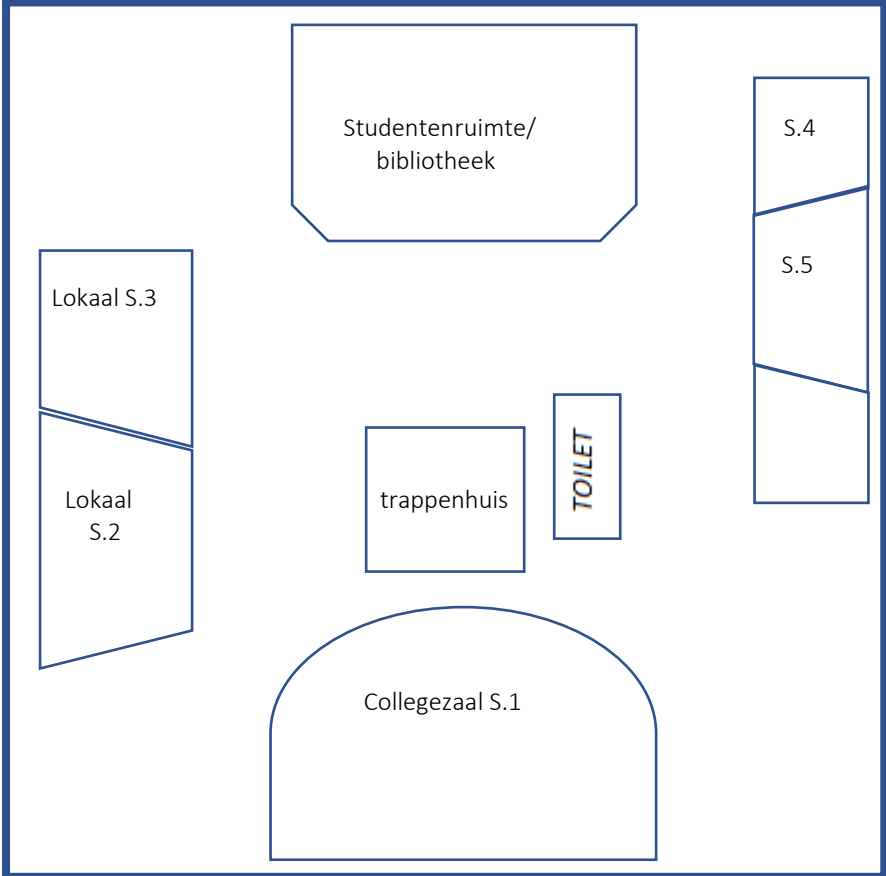 Studentenruimte/
bibliotheek
S.4
S.5
Lokaal S.3
Lokaal
S.2
trappenhuis
TOILET
Collegezaal S.1